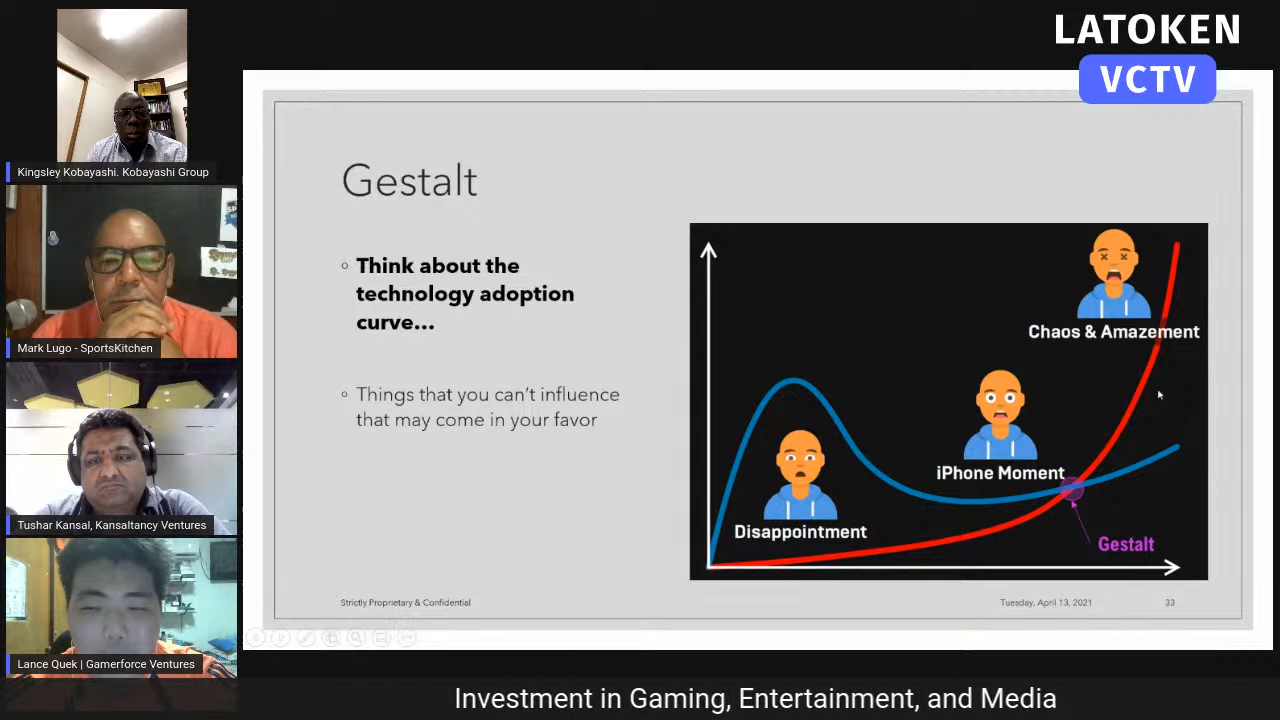 LATOKEN
VCTV
Kingsley Kobayashi. Kobayashi Group
Mark Lugo - SportsKitchen
Tushar Kansal, Kansaltancy Ventures
Lance Quek | Gamerforce Ventures
Gestalt
Think about the
technology adoption
curve...
Things that you can't influence
that may come in your favor
Chaos & Amazement
iPhone Moment
Disappointment
Gestalt
Strictly Proprietary & Confidential
Tuesday, April 13, 2021
33
Investment in Gaming, Entertainment, and Media